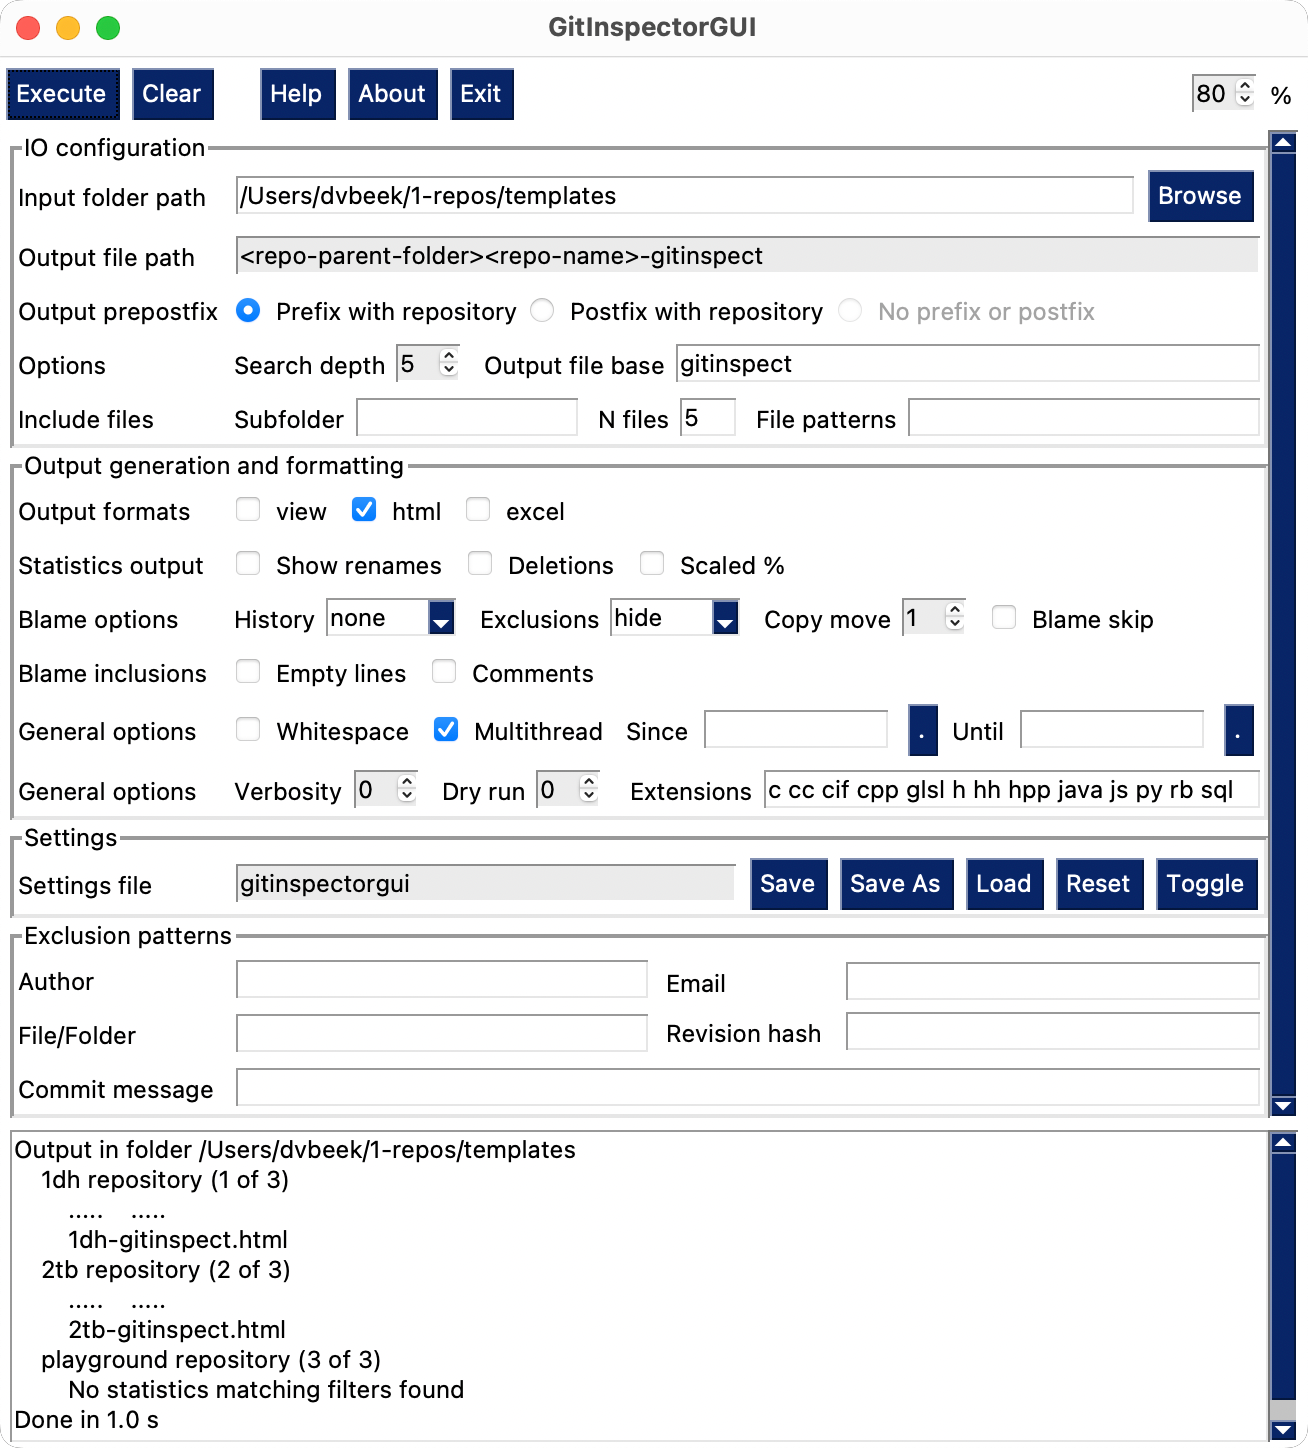 GitInspectorGUI
Execute Clear Help About Exit 80 %
IO configuration
Input folder path /Users/dvbeek/1-repos/templates Browse
Output file path <repo-parent-folder><repo-name>-gitinspect
Output prepostfix Prefix with repository Postfix with repository No prefix or postfix
Options Search depth 5 Output file base gitinspect
Include files Subfolder N files 5 File patterns
Output generation and formatting
Output formats view html excel
Statistics output Show renames Deletions Scaled %
Blame options History none Exclusions hide Copy move 1 Blame skip
Blame inclusions Empty lines Comments
General options Whitespace Multithread Since . Until .
General options Verbosity 0 Dry run 0 Extensions c cc cif cpp glsl h hh hpp java js py rb sql
Settings
Settings file gitinspectorgui Save Save As Load Reset Toggle
Exclusion patterns
Author Email
File/Folder Revision hash
Commit message
Output in folder /Users/dvbeek/1-repos/templates
1dh repository (1 of 3)
..... .....
1dh-gitinspect.html
2tb repository (2 of 3)
..... .....
2tb-gitinspect.html
playground repository (3 of 3)
No statistics matching filters found
Done in 1.0 s